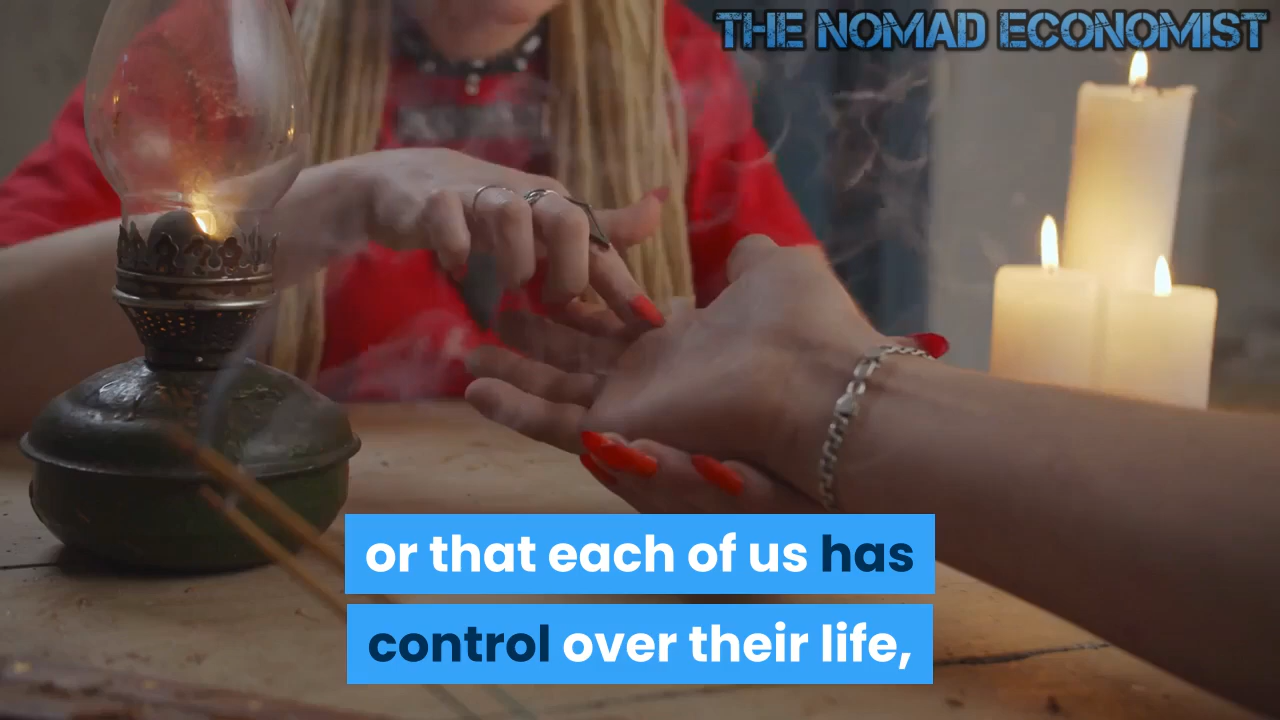 THE NOMAD ECONOMIST
or that each of us has
control over their life,